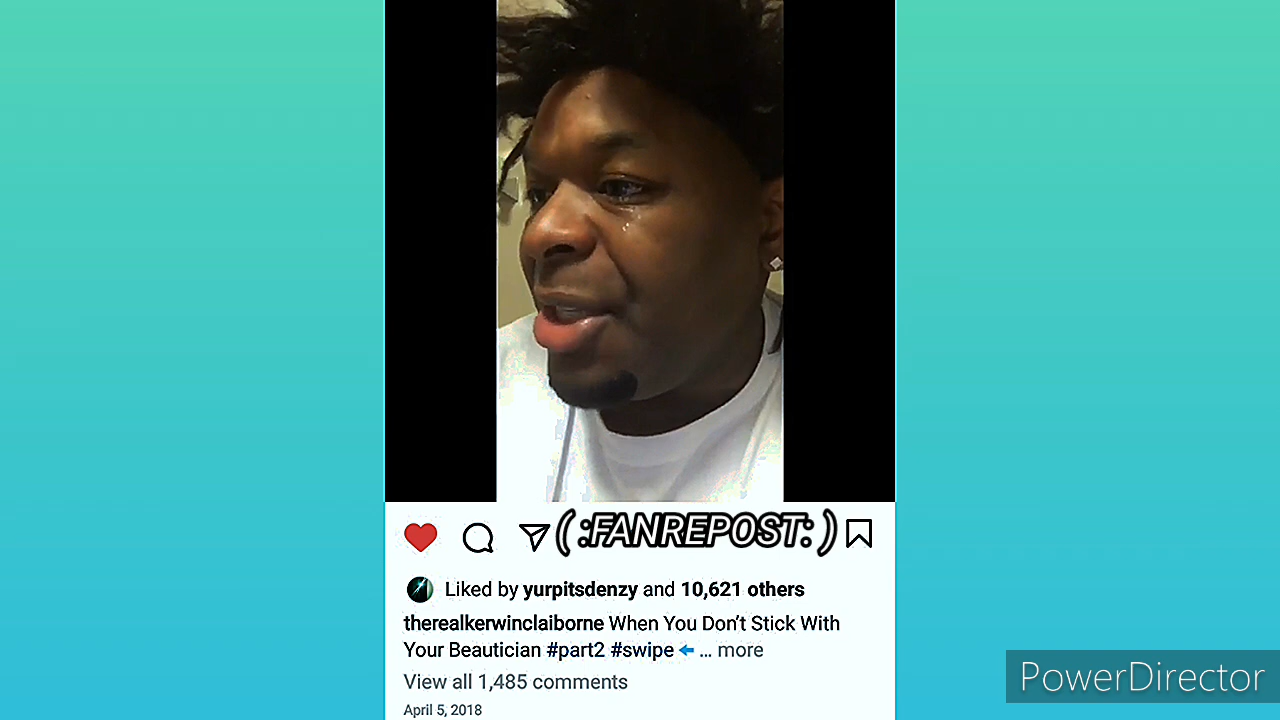 ( :FANREPOST: )
Liked by yurpitsdenzy and 10,621 others
therealkerwinclaiborne When You Don’t Stick With
Your Beautician #part2 #swipe ... more
View all 1,485 comments
April 5, 2018
PowerDirector